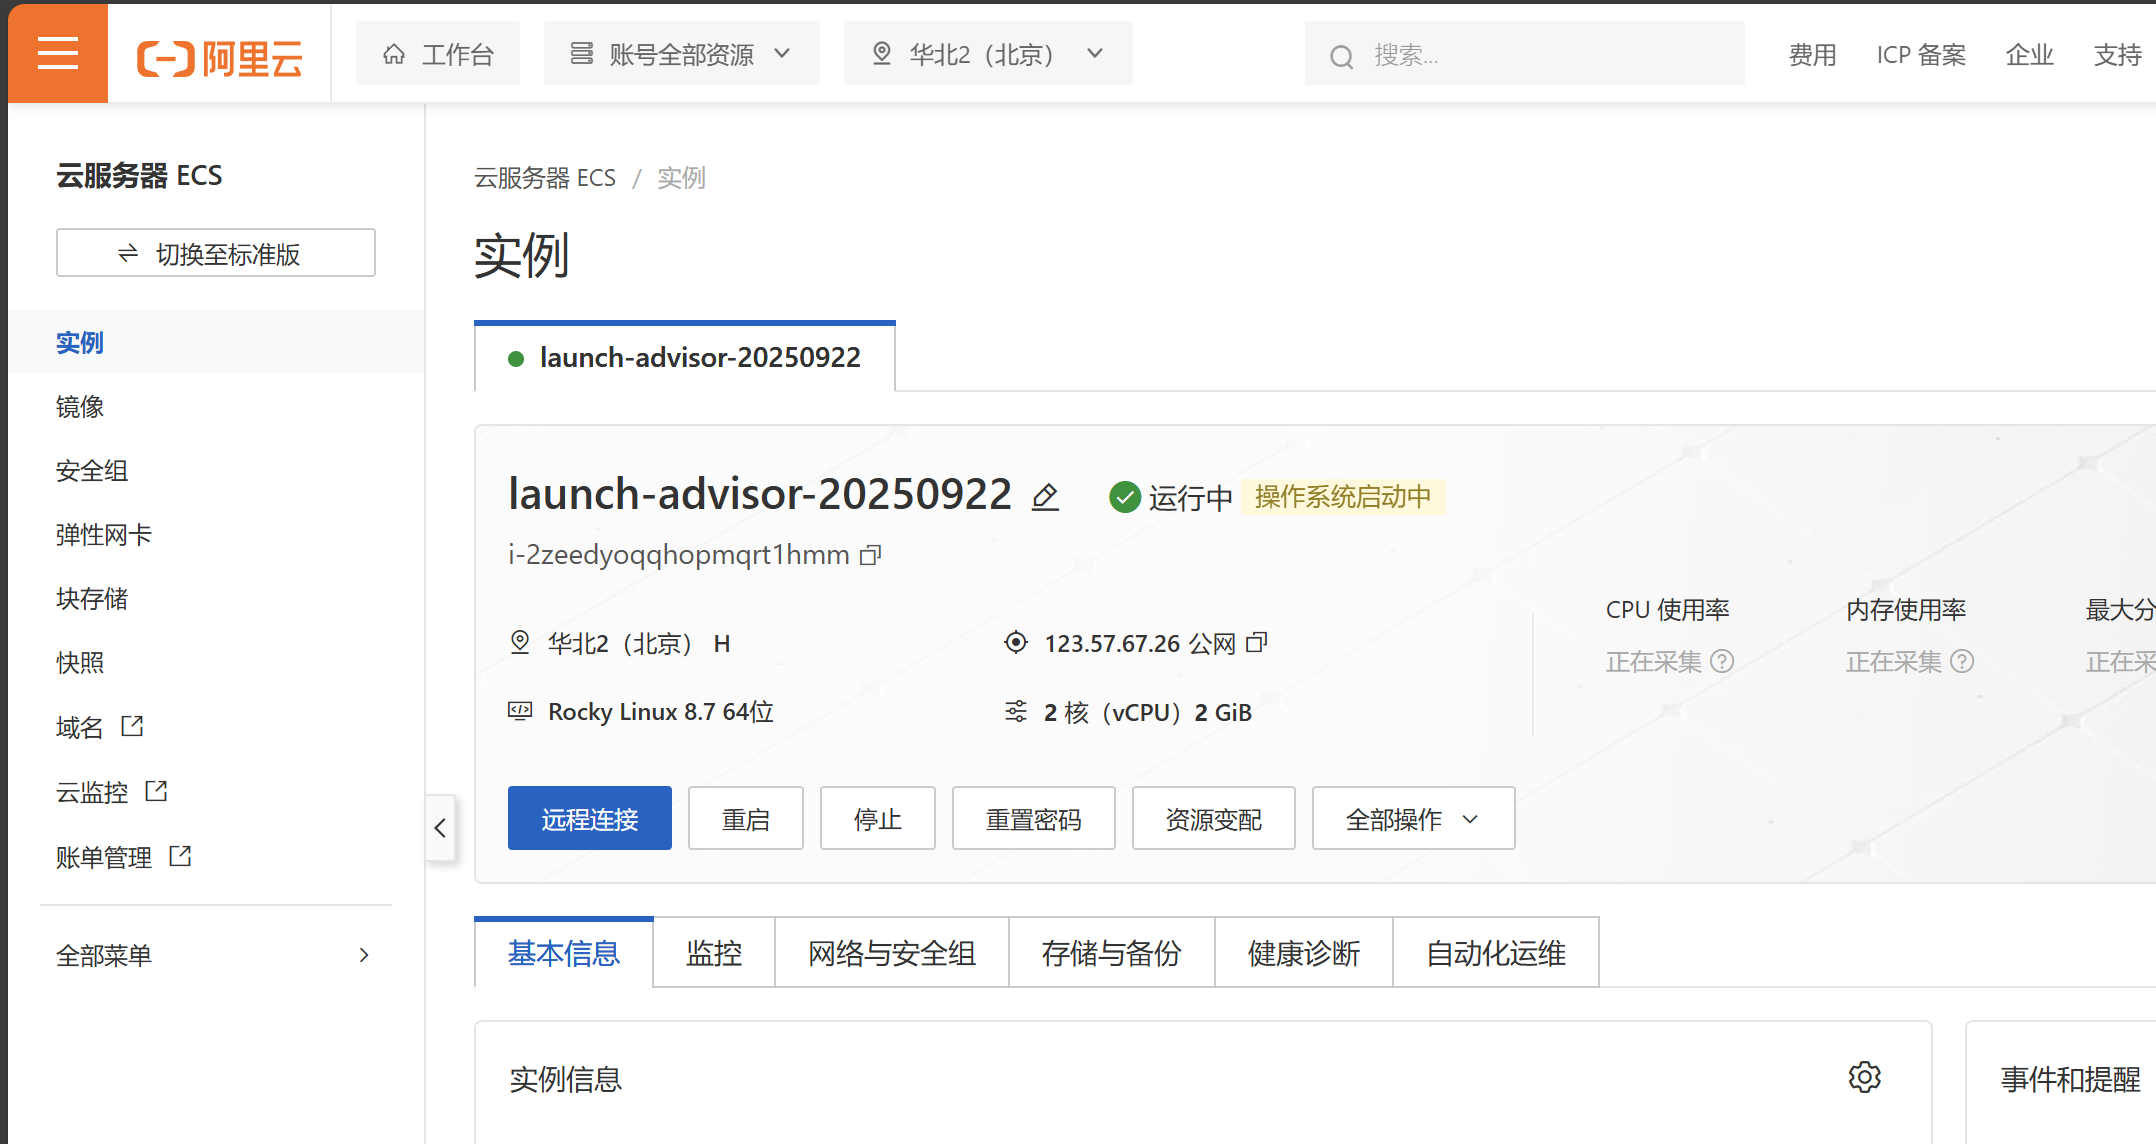 阿里云
工作台
账号全部资源
华北2（北京）
搜索...
费用
ICP 备案
企业
支持
云服务器 ECS
切换至标准版
实例
镜像
安全组
弹性网卡
块存储
快照
域名
云监控
账单管理
全部菜单
云服务器 ECS / 实例
实例
launch-advisor-20250922
launch-advisor-20250922
运行中 操作系统启动中
i-2zeedyoqqhopmqrt1hmm
华北2（北京） H
123.57.67.26 公网
Rocky Linux 8.7 64位
2 核（vCPU）2 GiB
CPU 使用率
正在采集
内存使用率
正在采集
最大分
正在采
远程连接
重启
停止
重置密码
资源变配
全部操作
基本信息
监控
网络与安全组
存储与备份
健康诊断
自动化运维
实例信息
事件和提醒